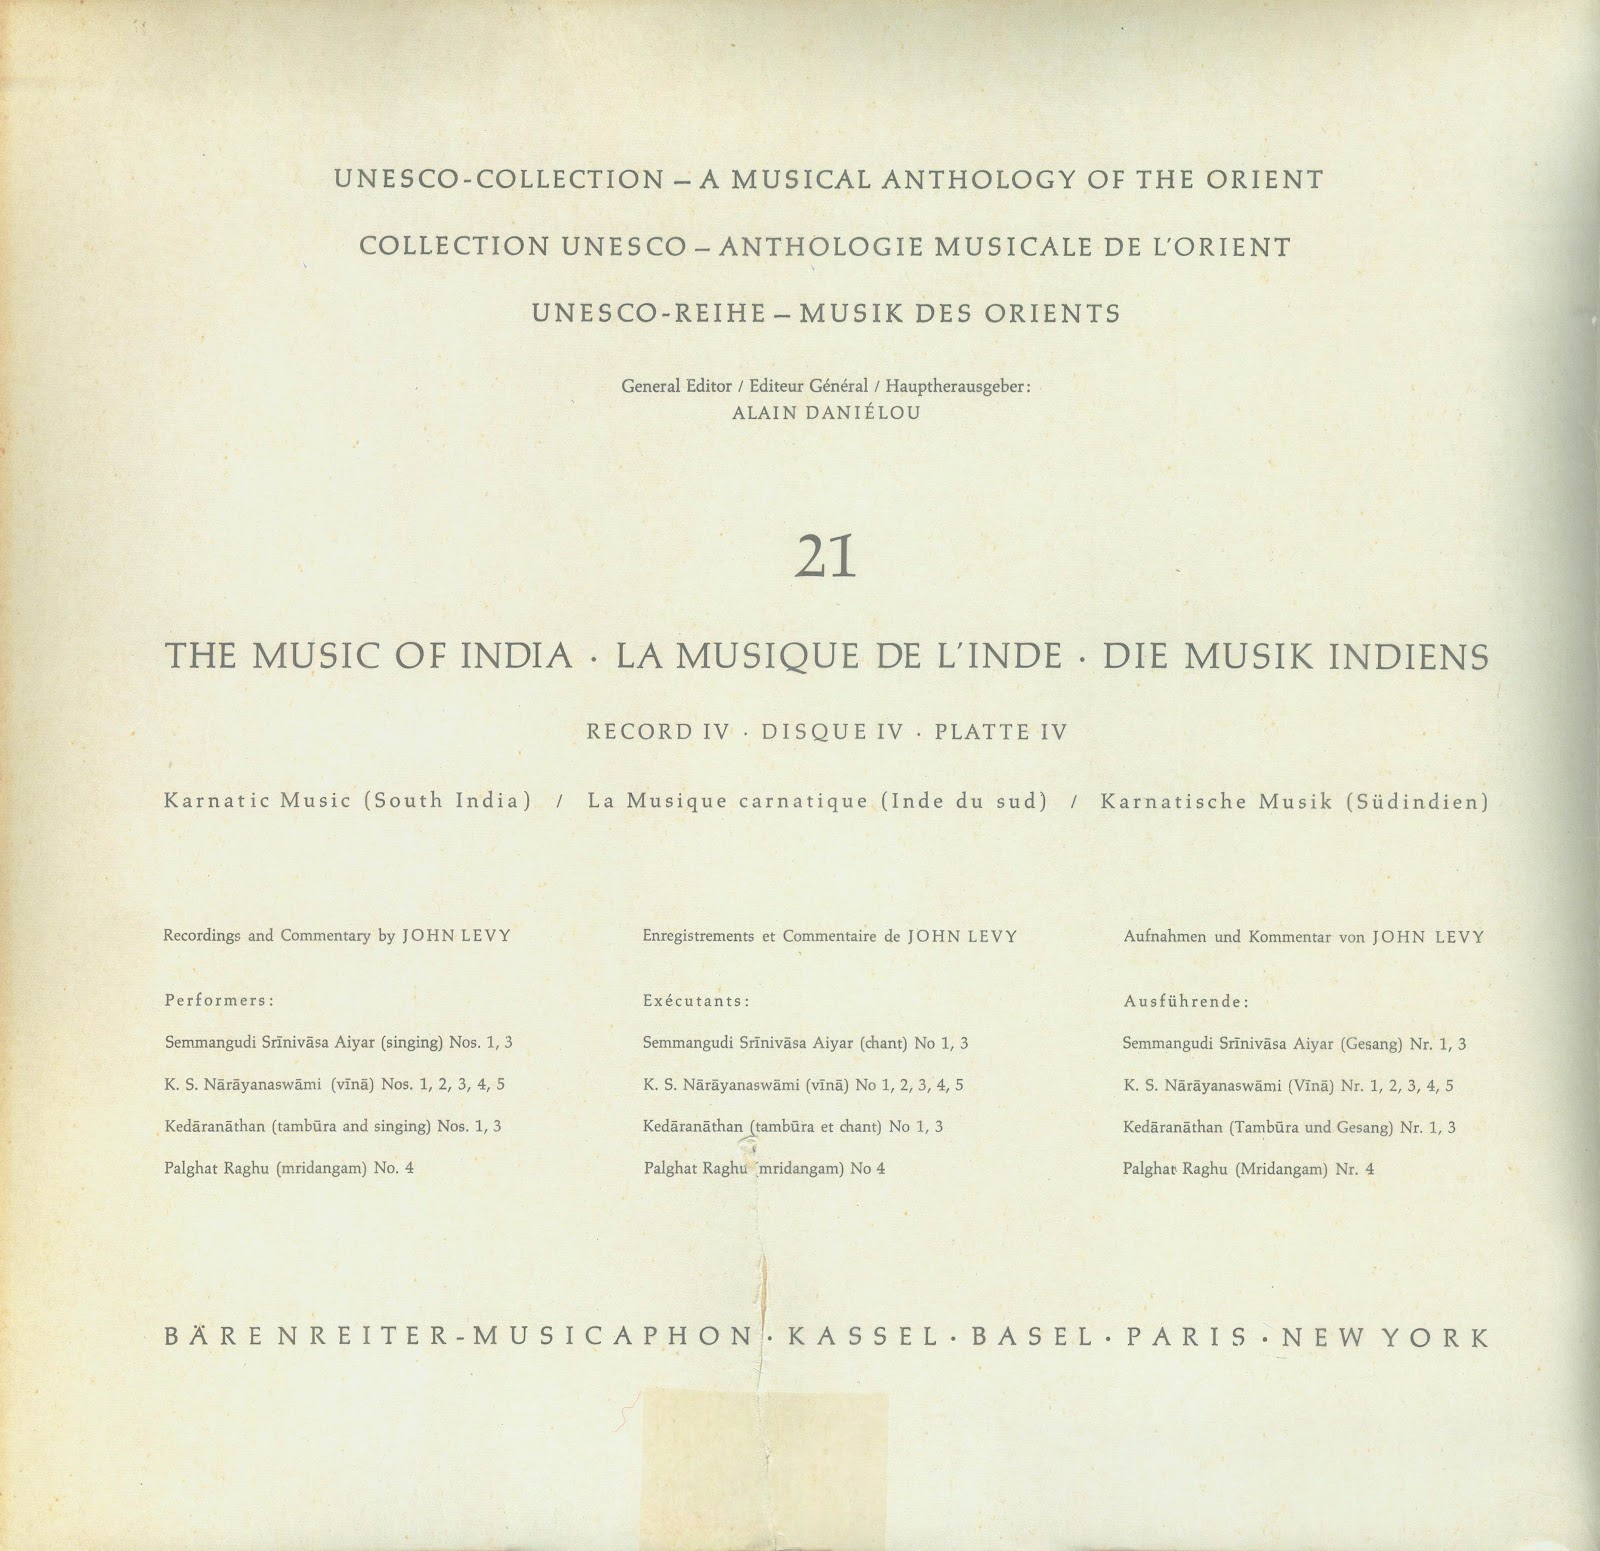 UNESCO-COLLECTION – A MUSICAL ANTHOLOGY OF THE ORIENT
COLLECTION UNESCO – ANTHOLOGIE MUSICALE DE L'ORIENT
UNESCO-REIHE – MUSIK DES ORIENTS
General Editor / Editeur Général / Hauptherausgeber:
ALAIN DANIÉLOU
21
THE MUSIC OF INDIA · LA MUSIQUE DE L'INDE · DIE MUSIK INDIENS
RECORD IV · DISQUE IV · PLATTE IV
Karnatic Music (South India) / La Musique carnatique (Inde du sud) / Karnatische Musik (Südindien)
Recordings and Commentary by JOHN LEVY
Performers:
Semmangudi Srīnivāsa Aiyar (singing) Nos. 1, 3
K. S. Nārāyanaswāmi (vīnā) Nos. 1, 2, 3, 4, 5
Kedāranāthan (tambūra and singing) Nos. 1, 3
Palghat Raghu (mridangam) No. 4
Enregistrements et Commentaire de JOHN LEVY
Exécutants:
Semmangudi Srīnivāsa Aiyar (chant) No 1, 3
K. S. Nārāyanaswāmi (vīnā) No 1, 2, 3, 4, 5
Kedāranāthan (tambūra et chant) No 1, 3
Palghat Raghu (mridangam) No 4
Aufnahmen und Kommentar von JOHN LEVY
Ausführende:
Semmangudi Srīnivāsa Aiyar (Gesang) Nr. 1, 3
K. S. Nārāyanaswāmi (Vīnā) Nr. 1, 2, 3, 4, 5
Kedāranāthan (Tambūra und Gesang) Nr. 1, 3
Palghat Raghu (Mridangam) Nr. 4
BÄRENREITER-MUSICAPHON · KASSEL · BASEL · PARIS · NEW YORK